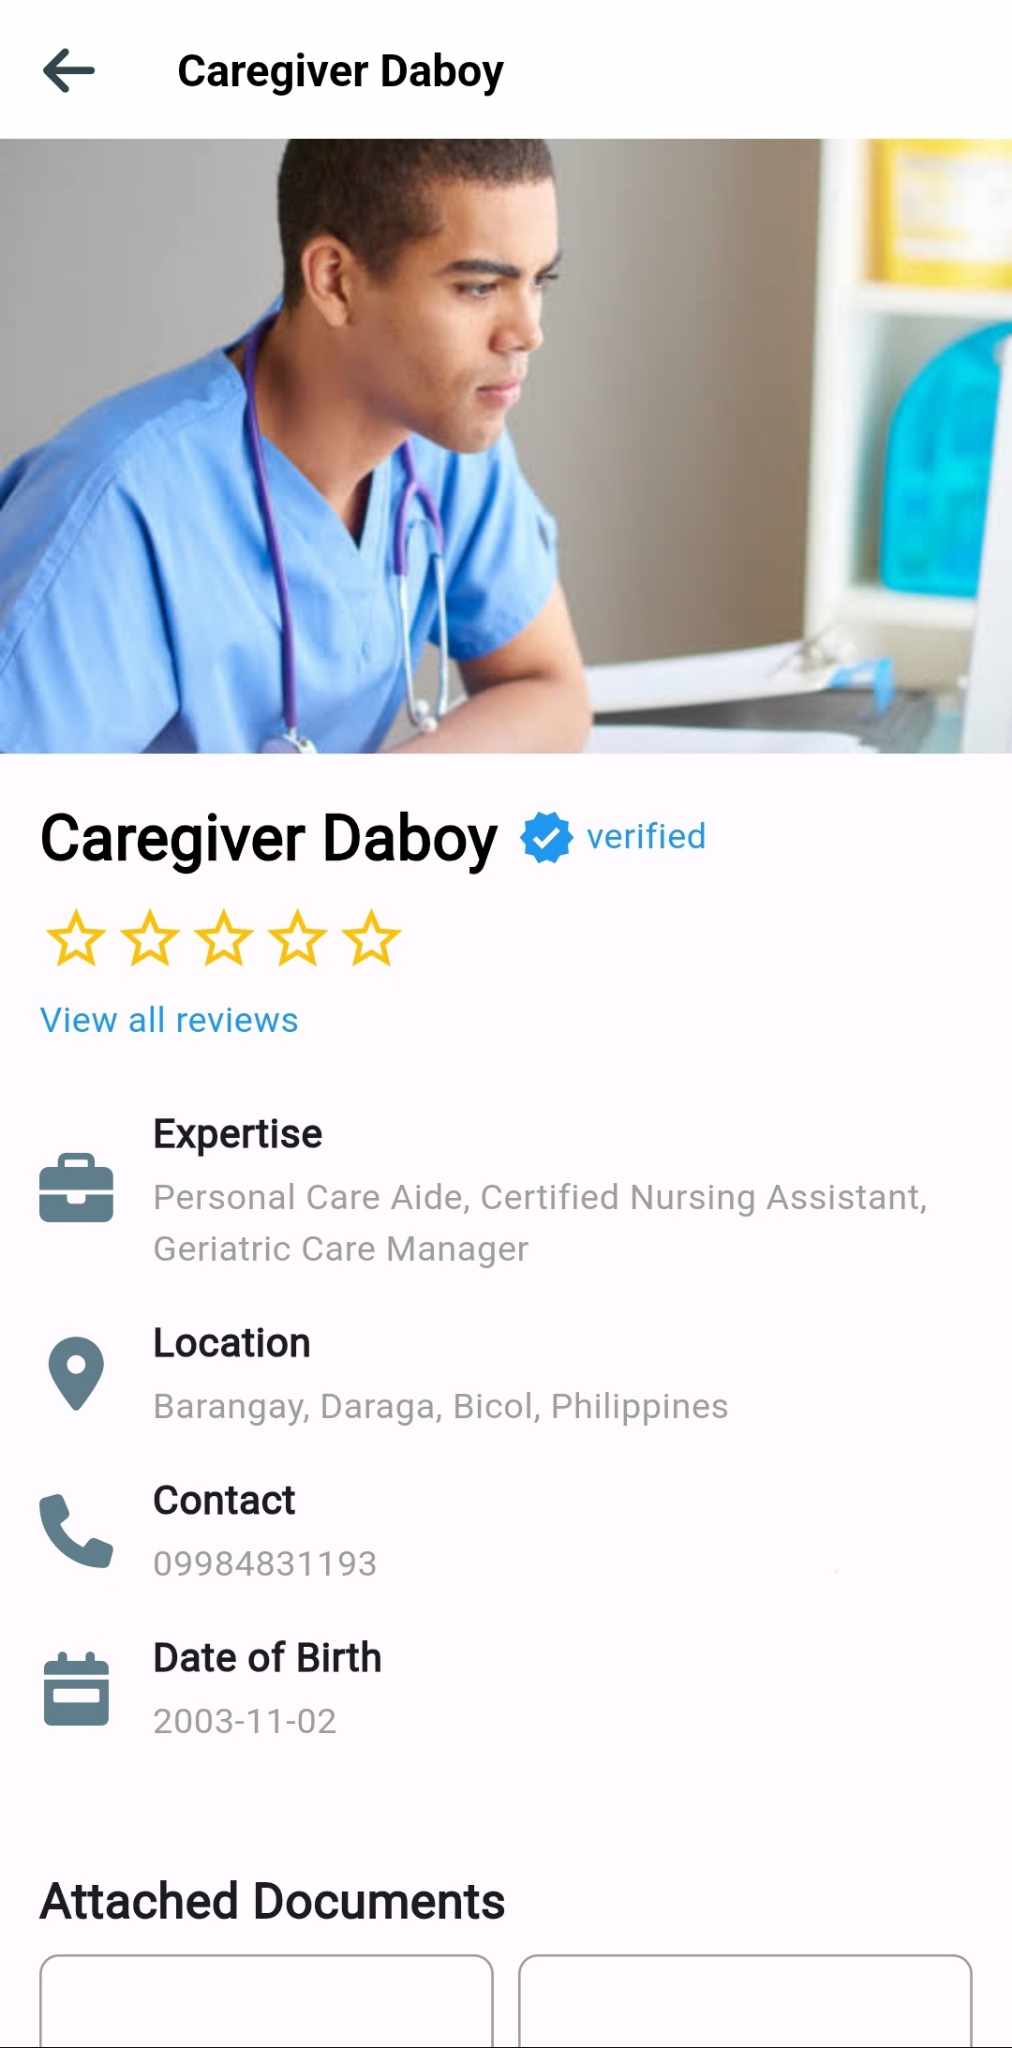 Caregiver Daboy
Caregiver Daboy verified
View all reviews
Expertise
Personal Care Aide, Certified Nursing Assistant,
Geriatric Care Manager
Location
Barangay, Daraga, Bicol, Philippines
Contact
09984831193
Date of Birth
2003-11-02
Attached Documents